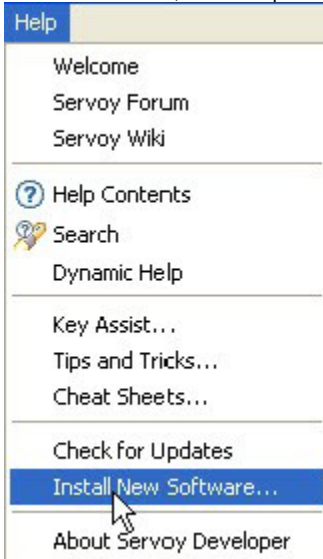 Help
Welcome
Servoy Forum
Servoy Wiki
Help Contents
Search
Dynamic Help
Key Assist...
Tips and Tricks...
Cheat Sheets...
Check for Updates
Install New Software...
About Servoy Developer